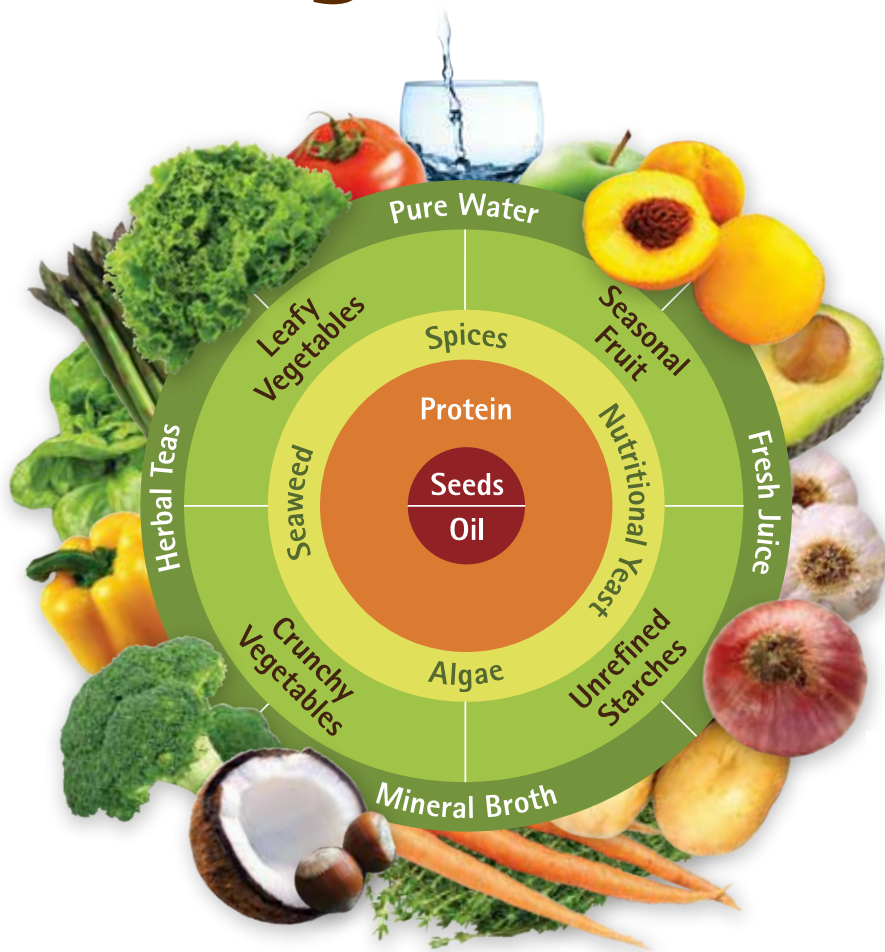 Pure Water
Leafy
Vegetables
Seasonal
Fruit
Spices
Protein
Seeds
Oil
Seaweed
Nutritional Yeast
Herbal Teas
Fresh Juice
Crunchy
Vegetables
Unrefined
Starches
Algae
Mineral Broth